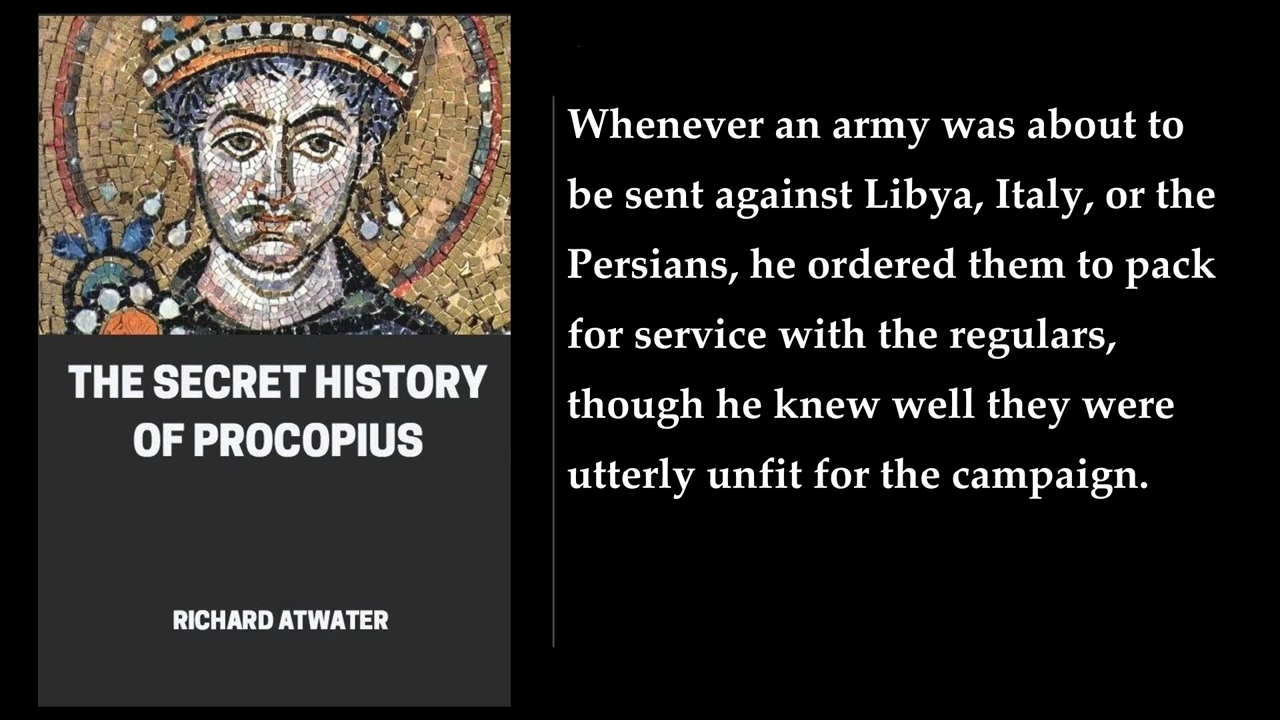 THE SECRET HISTORY
OF PROCOPIUS
RICHARD ATWATER
Whenever an army was about to
be sent against Libya, Italy, or the
Persians, he ordered them to pack
for service with the regulars,
though he knew well they were
utterly unfit for the campaign.